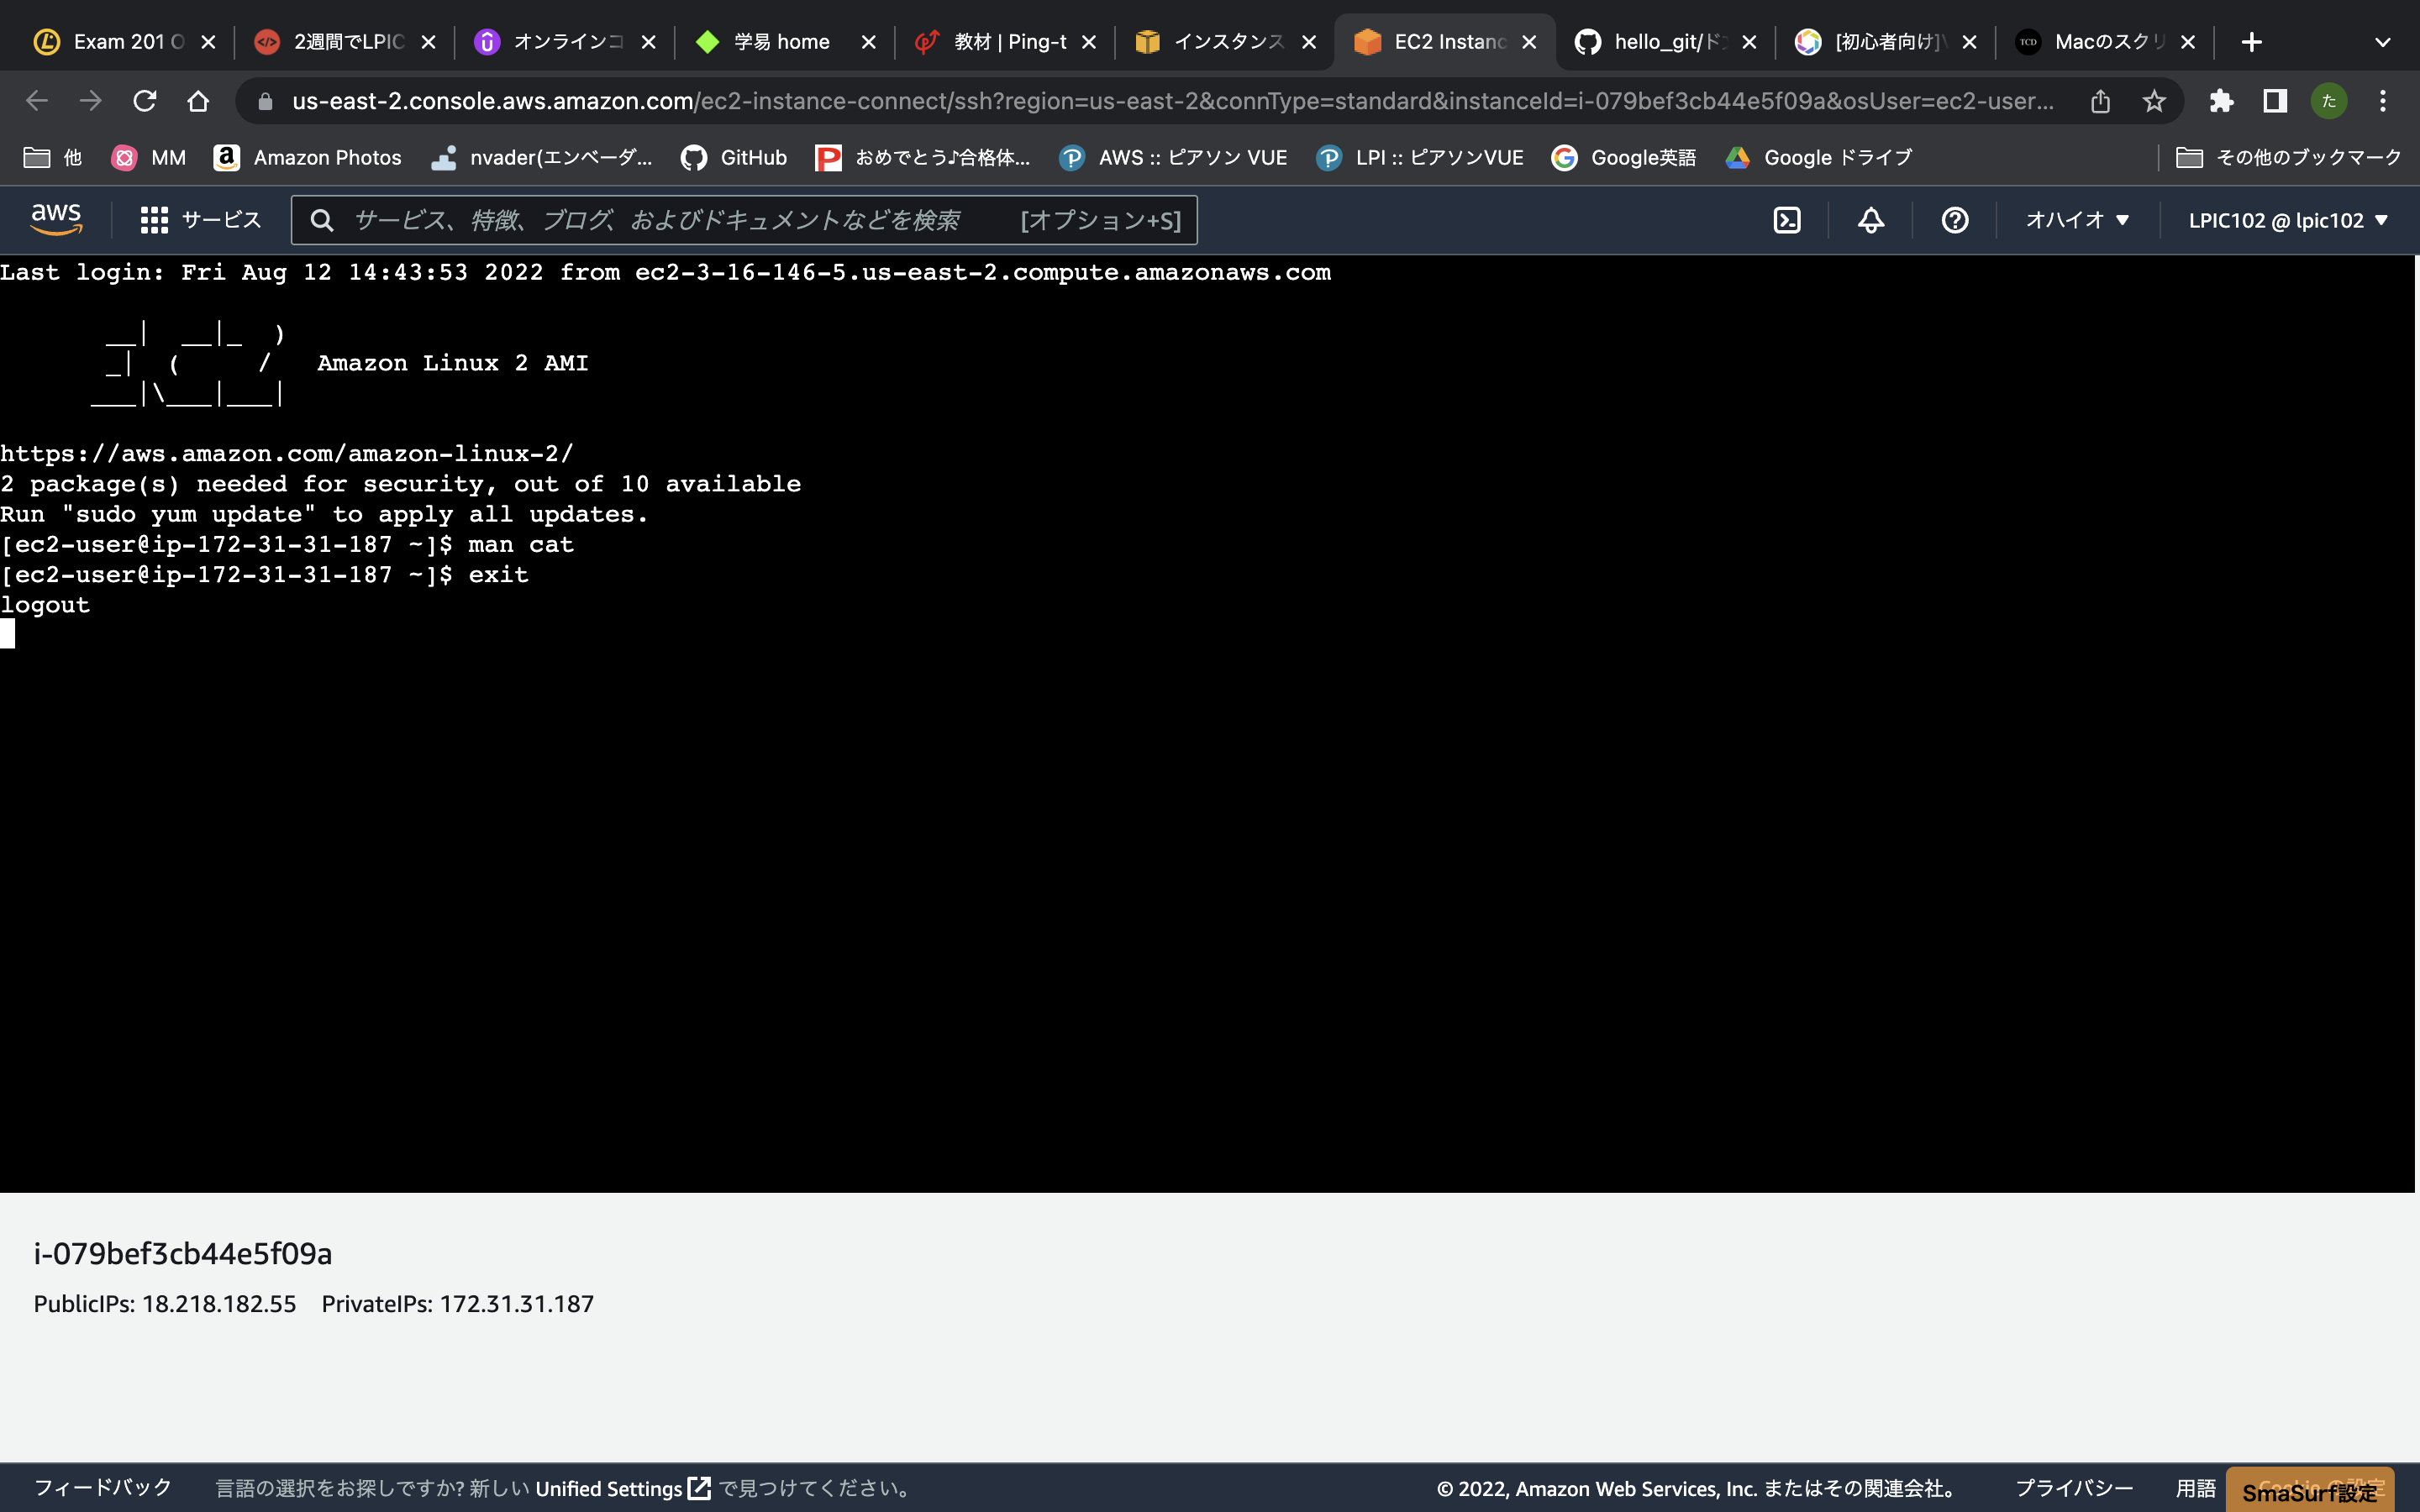 Exam 201 O
2週間でLPIC
オンラインコ
学易 home
教材 | Ping-t
インスタンス
EC2 Instanc
hello_git/ド
[初心者向け]
TCD
Macのスクリ
us-east-2.console.aws.amazon.com/ec2-instance-connect/ssh?region=us-east-2&connType=standard&instanceId=i-079bef3cb44e5f09a&osUser=ec2-user...
た
他
MM
Amazon Photos
nvader(エンベーダ...
GitHub
おめでとう♪合格体...
AWS :: ピアソン VUE
LPI :: ピアソンVUE
Google英語
Google ドライブ
その他のブックマーク
aws
サービス
サービス、特徴、ブログ、およびドキュメントなどを検索
[オプション+S]
オハイオ ▼
LPIC102 @ lpic102 ▼
Last login: Fri Aug 12 14:43:53 2022 from ec2-3-16-146-5.us-east-2.compute.amazonaws.com
       __|  __|_  )
       _|  (     /   Amazon Linux 2 AMI
      ___|\___|___|
https://aws.amazon.com/amazon-linux-2/
2 package(s) needed for security, out of 10 available
Run "sudo yum update" to apply all updates.
[ec2-user@ip-172-31-31-187 ~]$ man cat
[ec2-user@ip-172-31-31-187 ~]$ exit
logout
i-079bef3cb44e5f09a
PublicIPs: 18.218.182.55 PrivateIPs: 172.31.31.187
フィードバック
言語の選択をお探しですか? 新しい Unified Settings で見つけてください。
© 2022, Amazon Web Services, Inc. またはその関連会社。
プライバシー
用語
Cookie の設定
SmaSurf設定